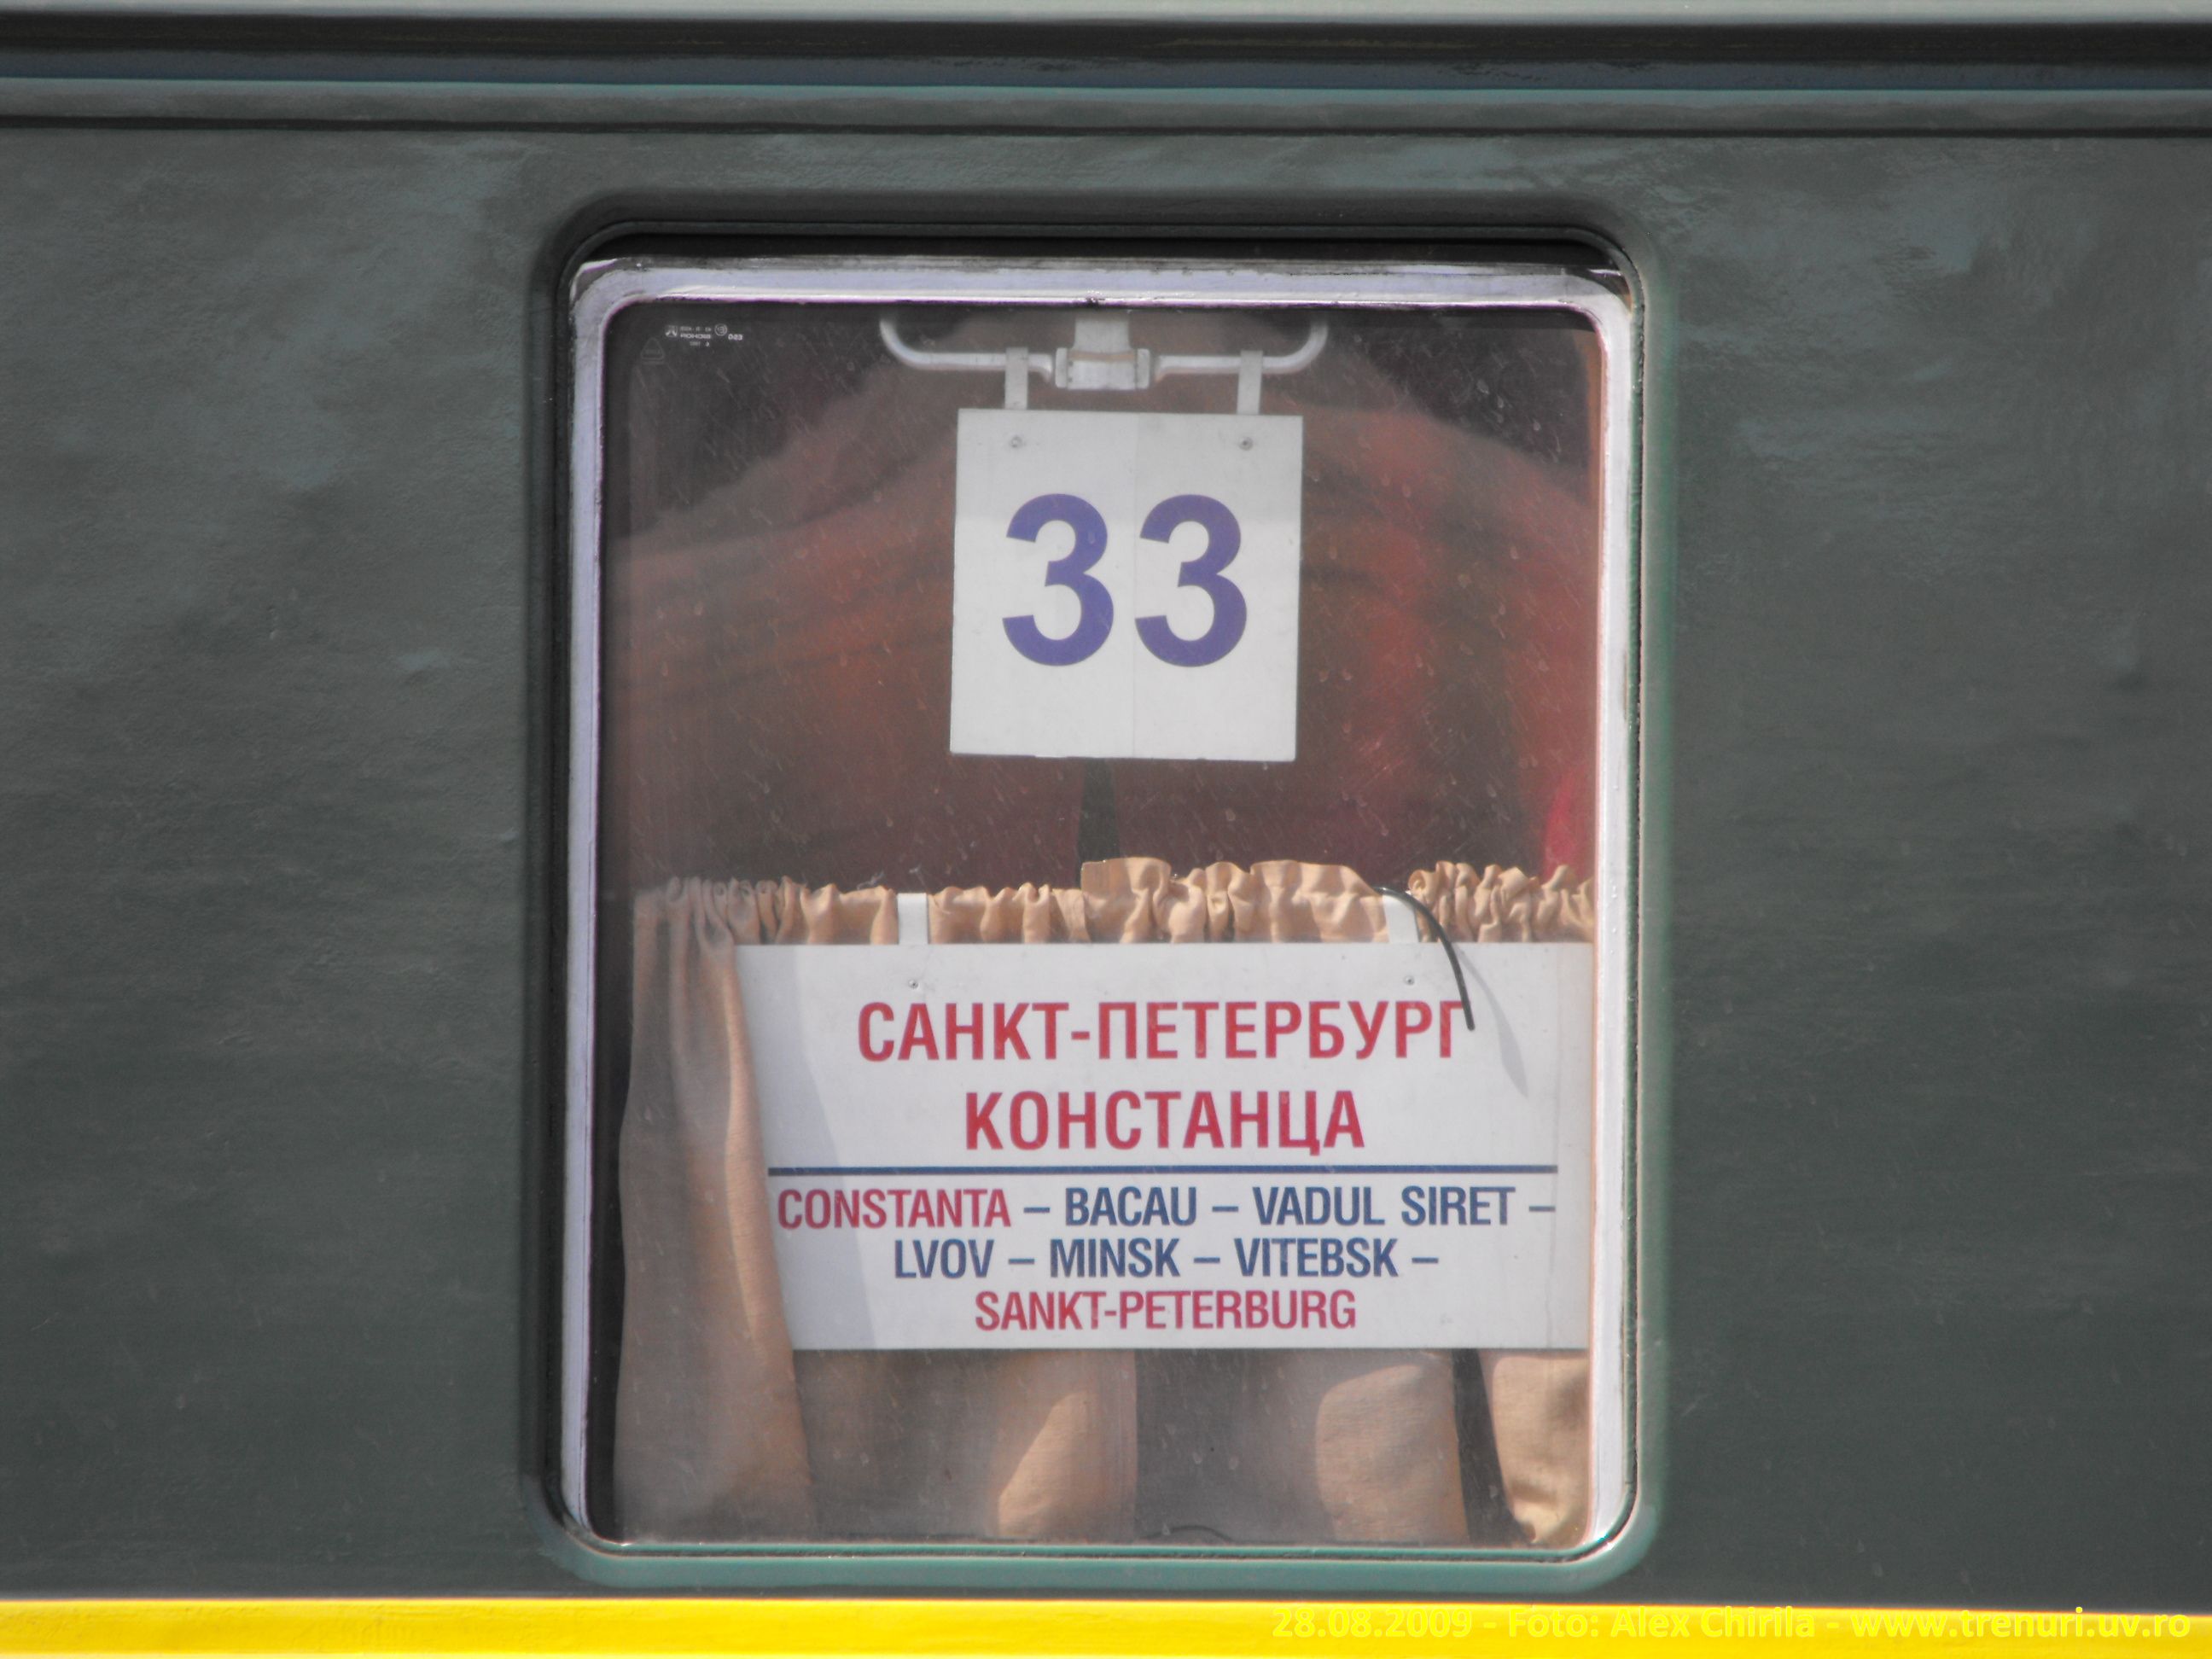 33
САНКТ-ПЕТЕРБУРГ
КОНСТАНЦА
CONSTANTA – BACAU – VADUL SIRET –
LVOV – MINSK – VITEBSK –
SANKT-PETERBURG
28.08.2009 - Foto: Alex Chirila - www.trenuri.uv.ro